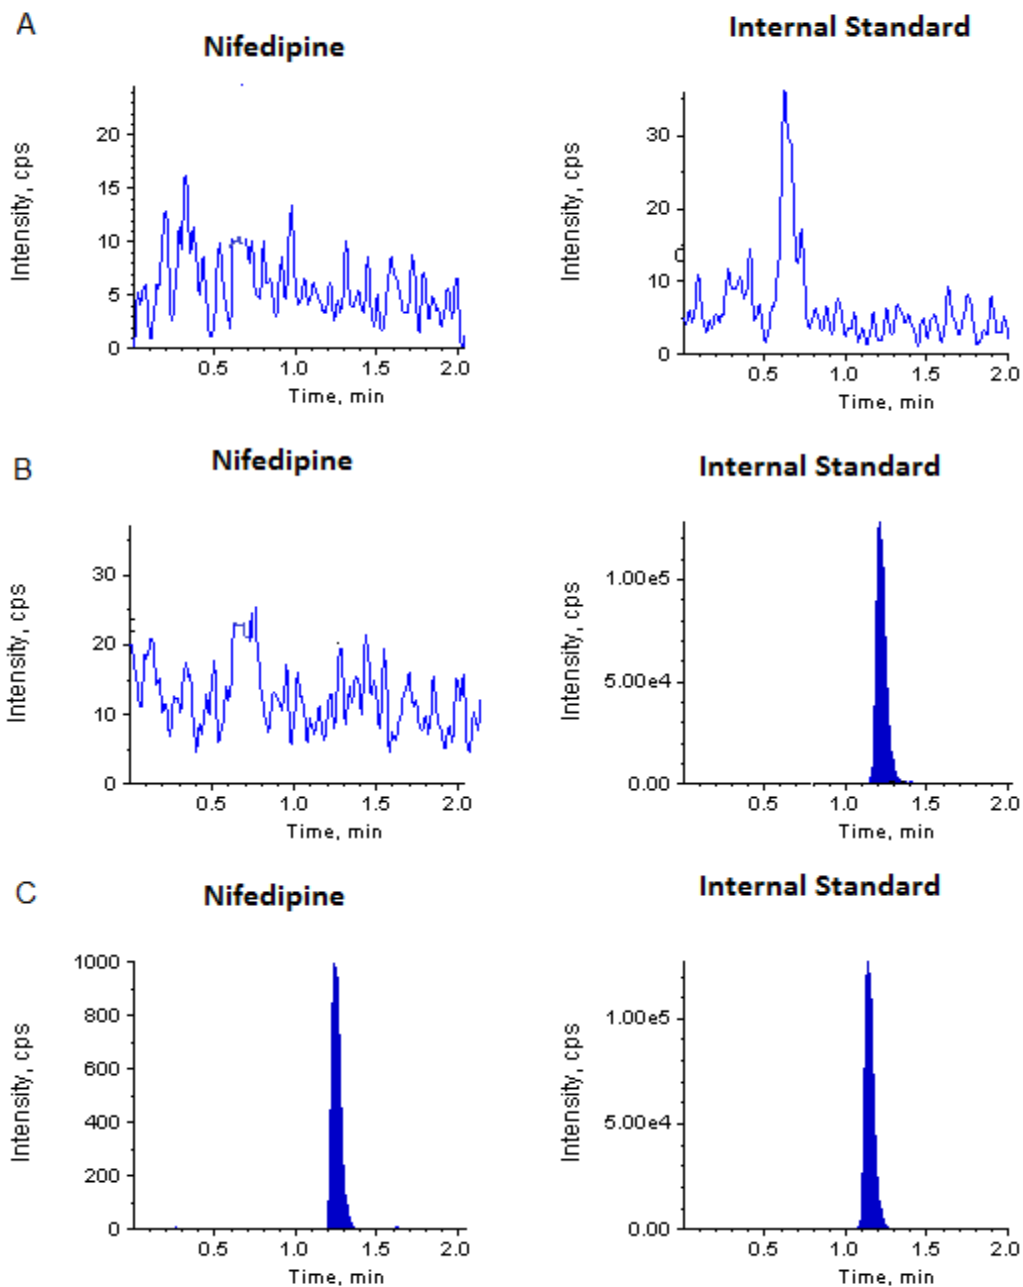 A
Nifedipine
Internal Standard
Intensity, cps
20
15
10
5
0
0.5 1.0 1.5 2.0
Time, min
Intensity, cps
30
20
10
0
0.5 1.0 1.5 2.0
Time, min
B
Nifedipine
Internal Standard
Intensity, cps
30
20
10
0
0.5 1.0 1.5 2.0
Time, min
Intensity, cps
1.00e5
5.00e4
0.00
0.5 1.0 1.5 2.0
Time, min
C
Nifedipine
Internal Standard
Intensity, cps
1000
800
600
400
200
0
0.5 1.0 1.5 2.0
Time, min
Intensity, cps
1.00e5
5.00e4
0.00
0.5 1.0 1.5 2.0
Time, min